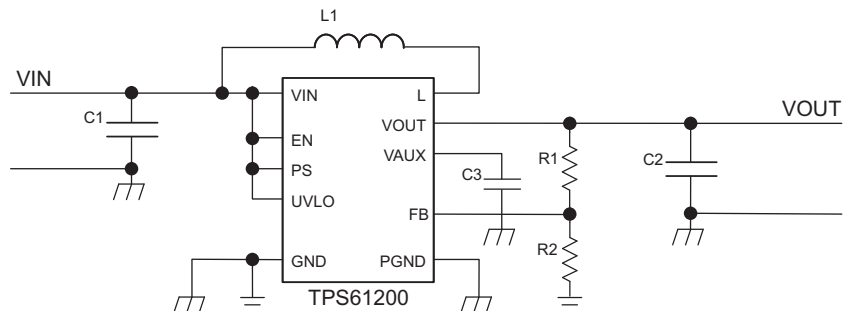 L1
VIN
C1
VIN
L
VOUT
VOUT
EN
VAUX
R1
C2
PS
C3
UVLO
FB
R2
GND
PGND
TPS61200